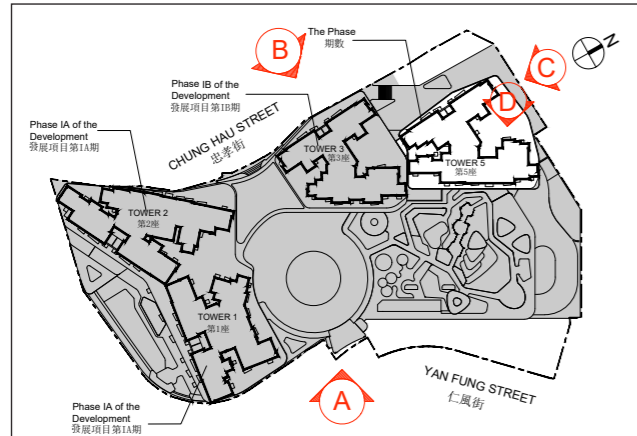 The Phase
期數
B
N
C
Phase IB of the
Development
發展項目第IB期
D
Phase IA of the
Development
發展項目第IA期
CHUNG HAU STREET
忠孝街
TOWER 3
第3座
TOWER 5
第5座
TOWER 2
第2座
TOWER 1
第1座
YAN FUNG STREET
仁風街
A
Phase IA of the
Development
發展項目第IA期